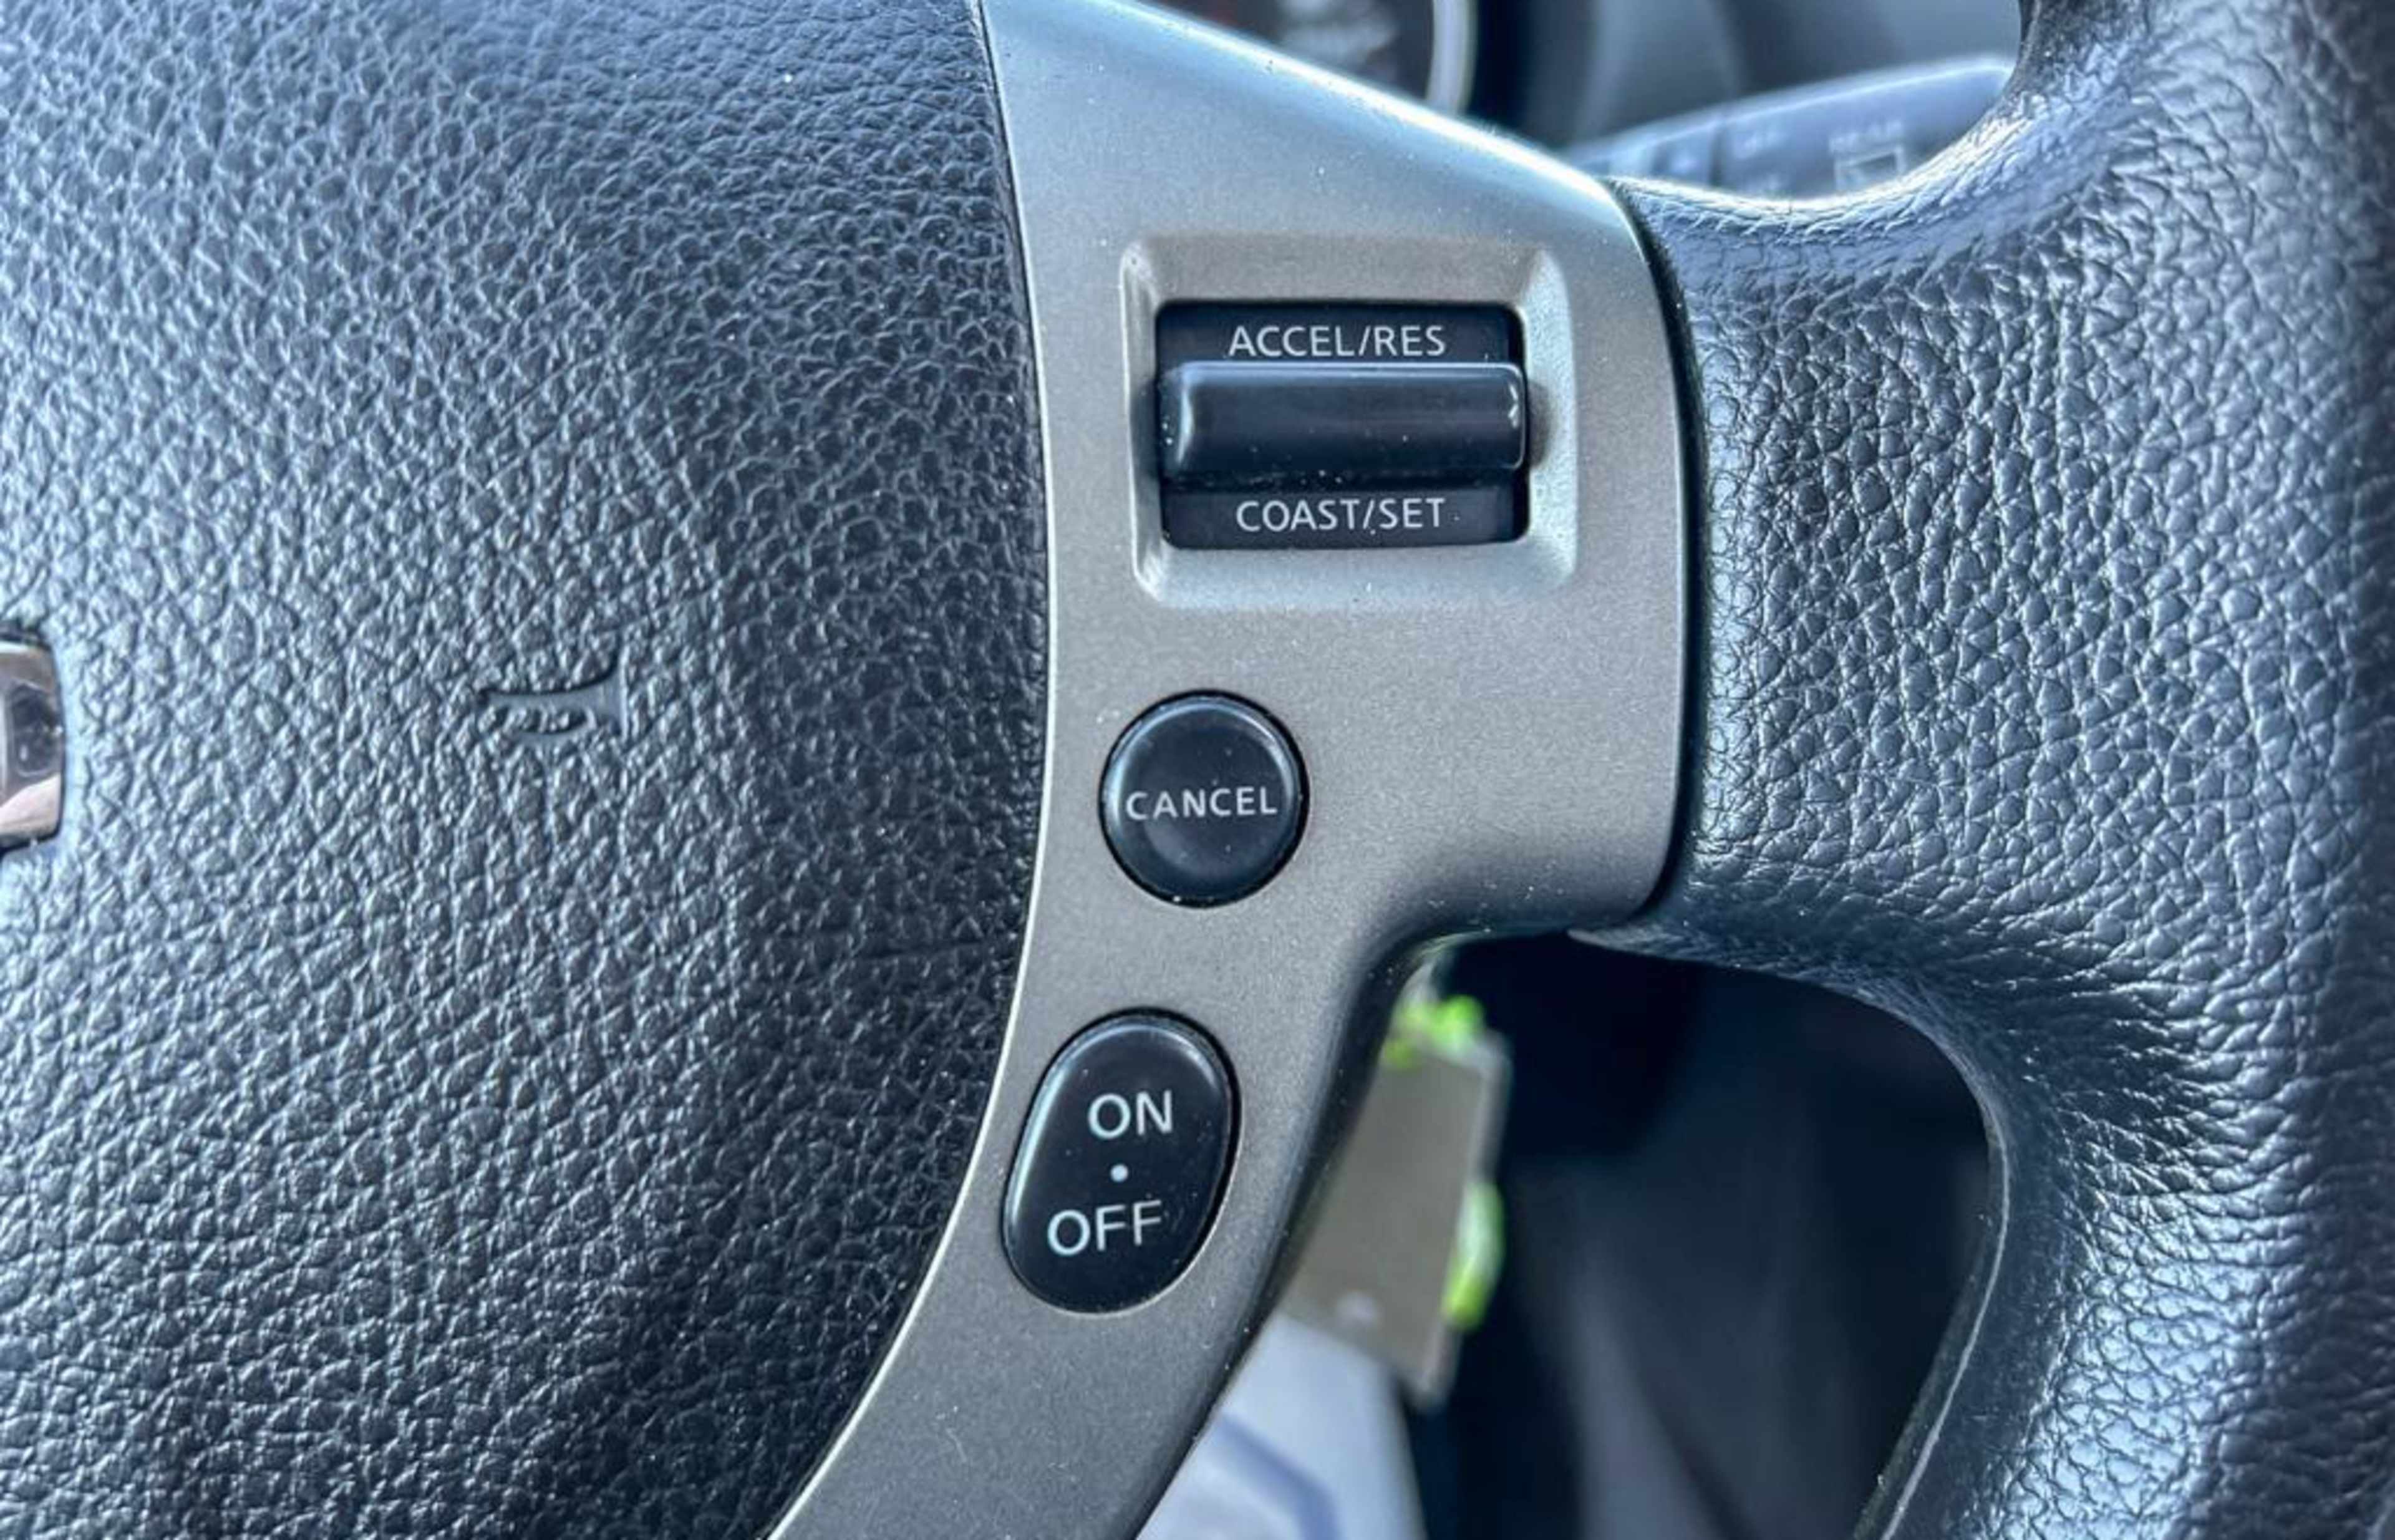 ACCEL/RES
COAST/SET
CANCEL
ON
OFF